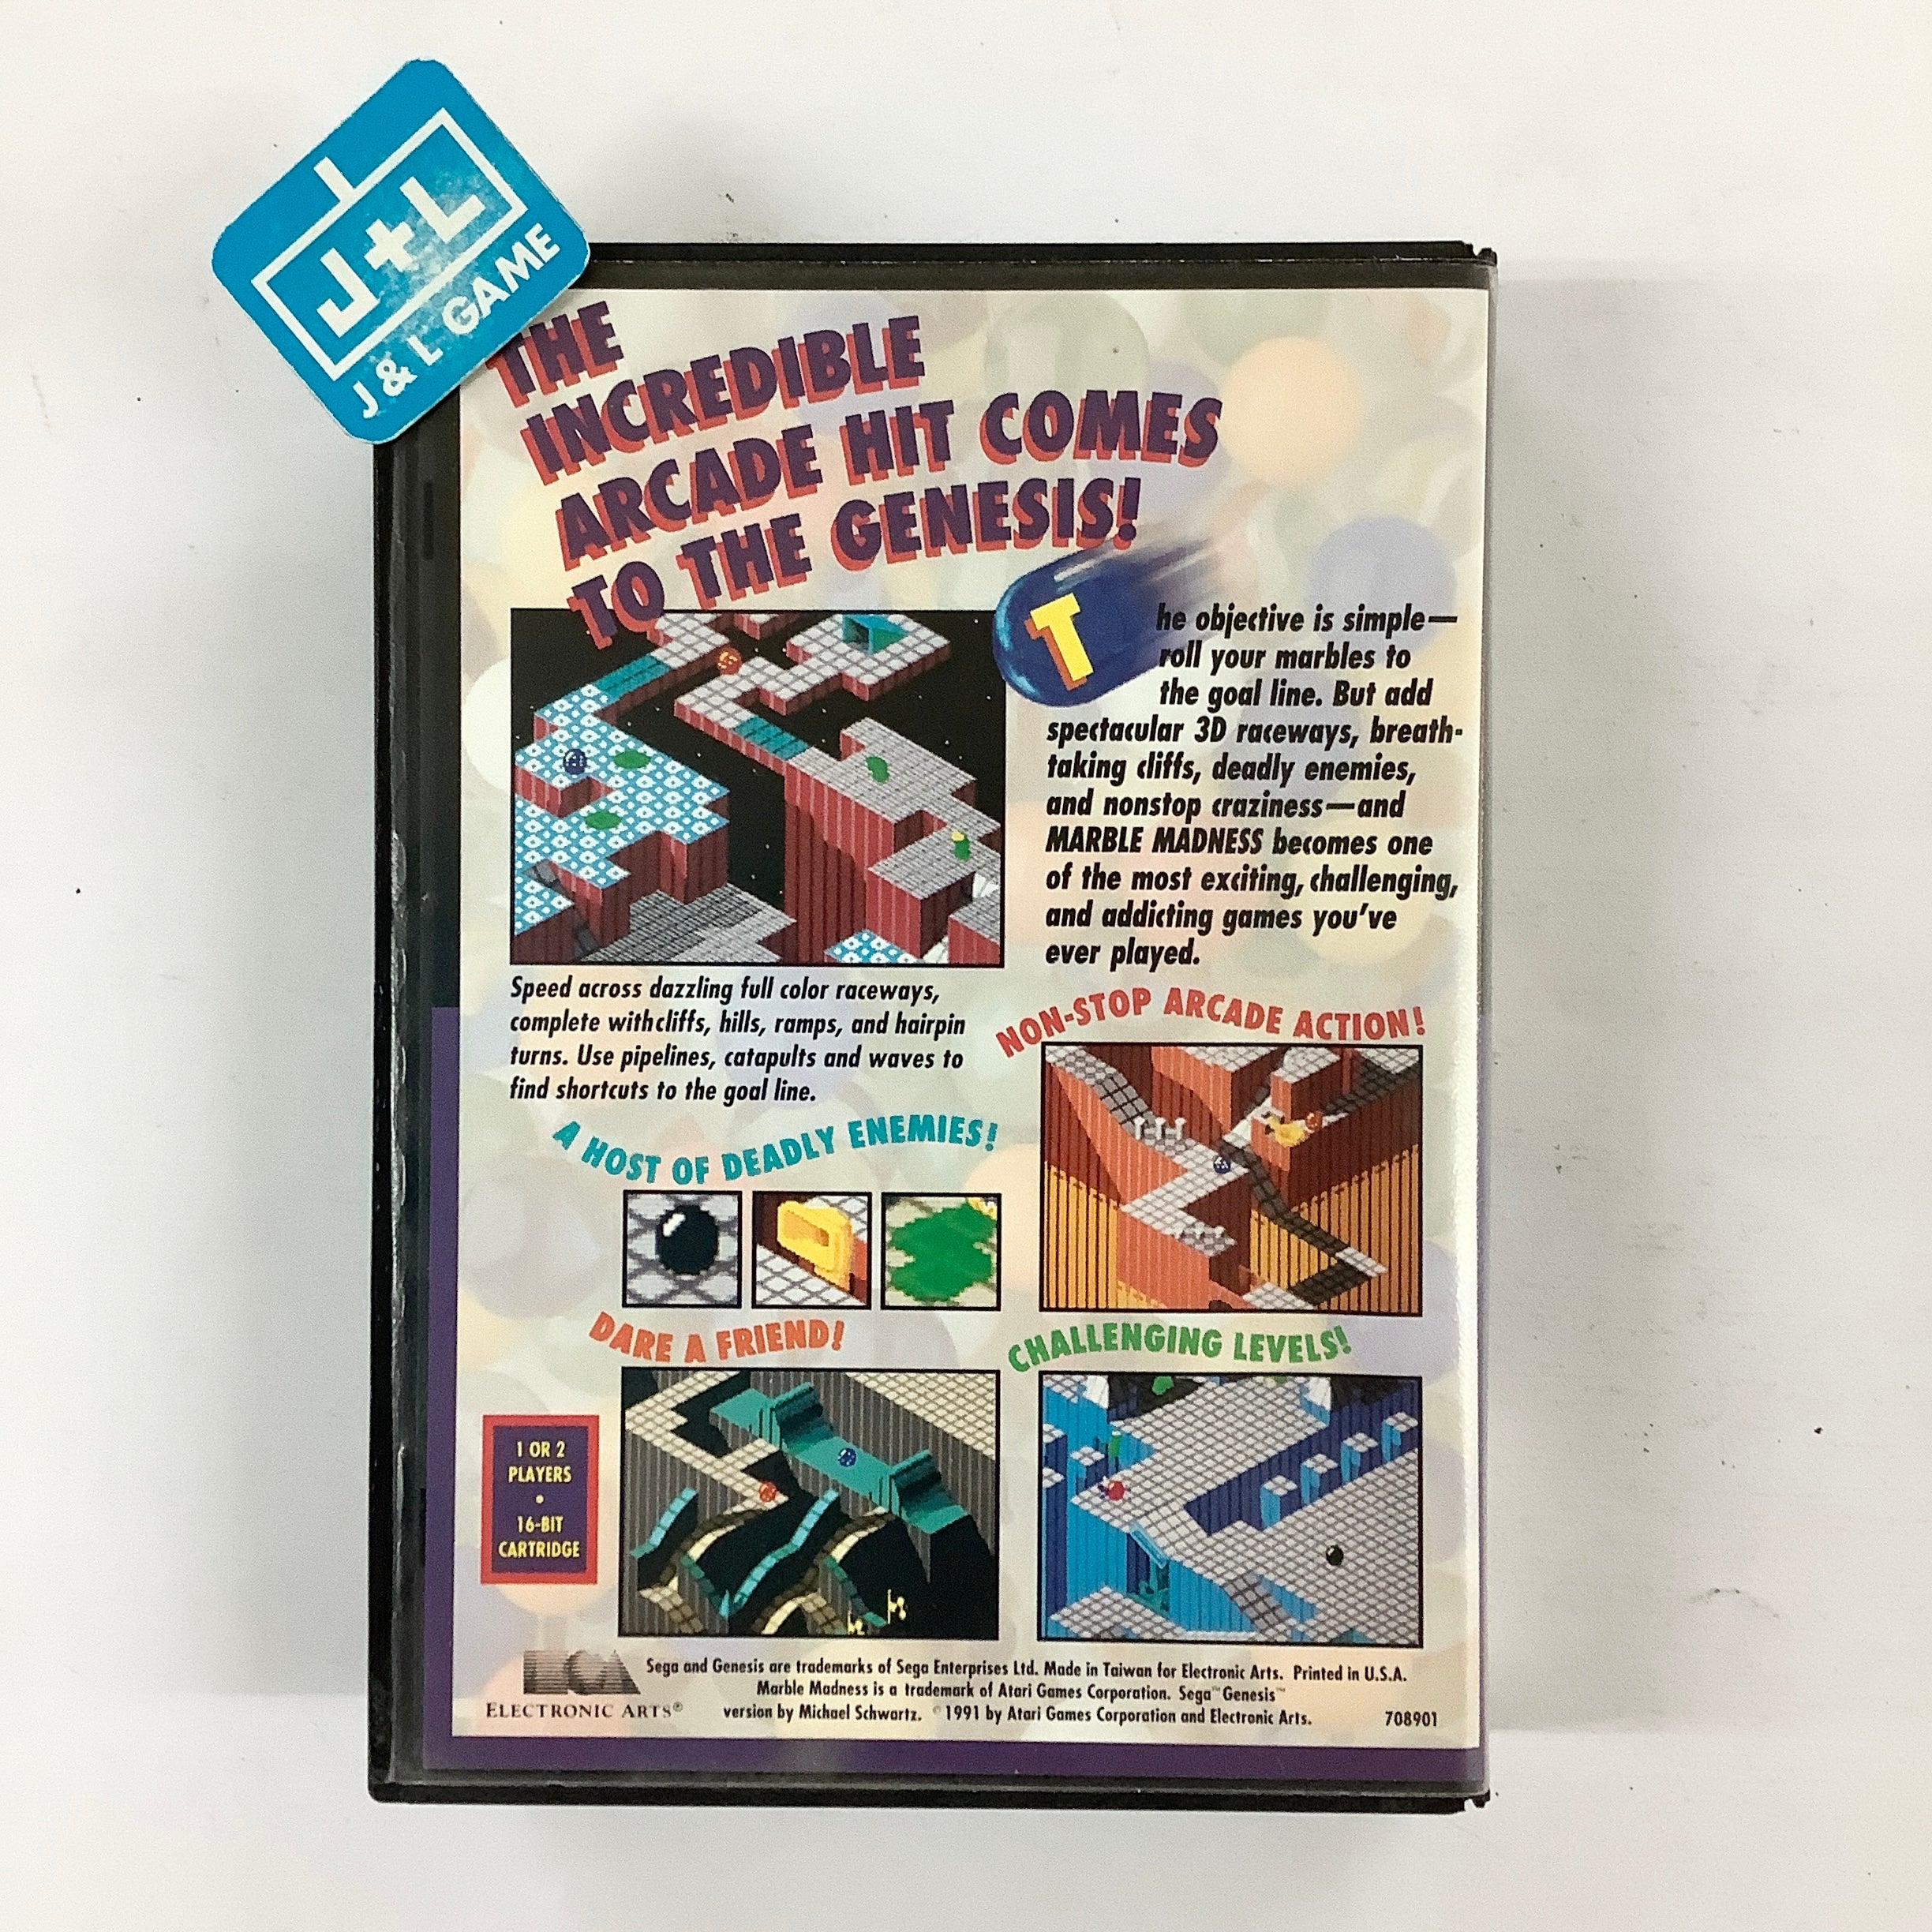 J+L
J & L GAME
THE
INCREDIBLE
ARCADE HIT COMES
TO THE GENESIS!
The objective is simple—
roll your marbles to
the goal line. But add
spectacular 3D raceways, breath-
taking cliffs, deadly enemies,
and nonstop craziness—and
MARBLE MADNESS becomes one
of the most exciting, challenging,
and addicting games you've
ever played.
Speed across dazzling full color raceways,
complete withcliffs, hills, ramps, and hairpin
turns. Use pipelines, catapults and waves to
find shortcuts to the goal line.
NON-STOP ARCADE ACTION!
A HOST OF DEADLY ENEMIES!
DARE A FRIEND!
CHALLENGING LEVELS!
1 OR 2
PLAYERS
•
16-BIT
CARTRIDGE
ELECTRONIC ARTS®
Sega and Genesis are trademarks of Sega Enterprises Ltd. Made in Taiwan for Electronic Arts. Printed in U.S.A.
Marble Madness is a trademark of Atari Games Corporation. Sega™ Genesis™
version by Michael Schwartz. ©1991 by Atari Games Corporation and Electronic Arts.
708901